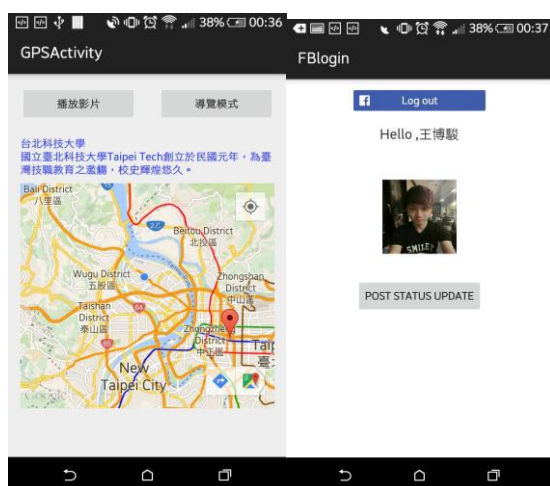 38% 00:36
GPSActivity
播放影片
導覽模式
台北科技大學
國立臺北科技大學Taipei Tech創立於民國元年，為臺
灣技職教育之濫觴，校史輝煌悠久。
Bali District
八里區
Beitou District
北投區
Wugu District
五股區
Zhongshan
District
中山區
Taishan
District
泰山區
Zhongzheng
District
中正區
New
Taipei City
Google
38% 00:37
FBlogin
Log out
Hello ,王博駿
SMILE
POST STATUS UPDATE